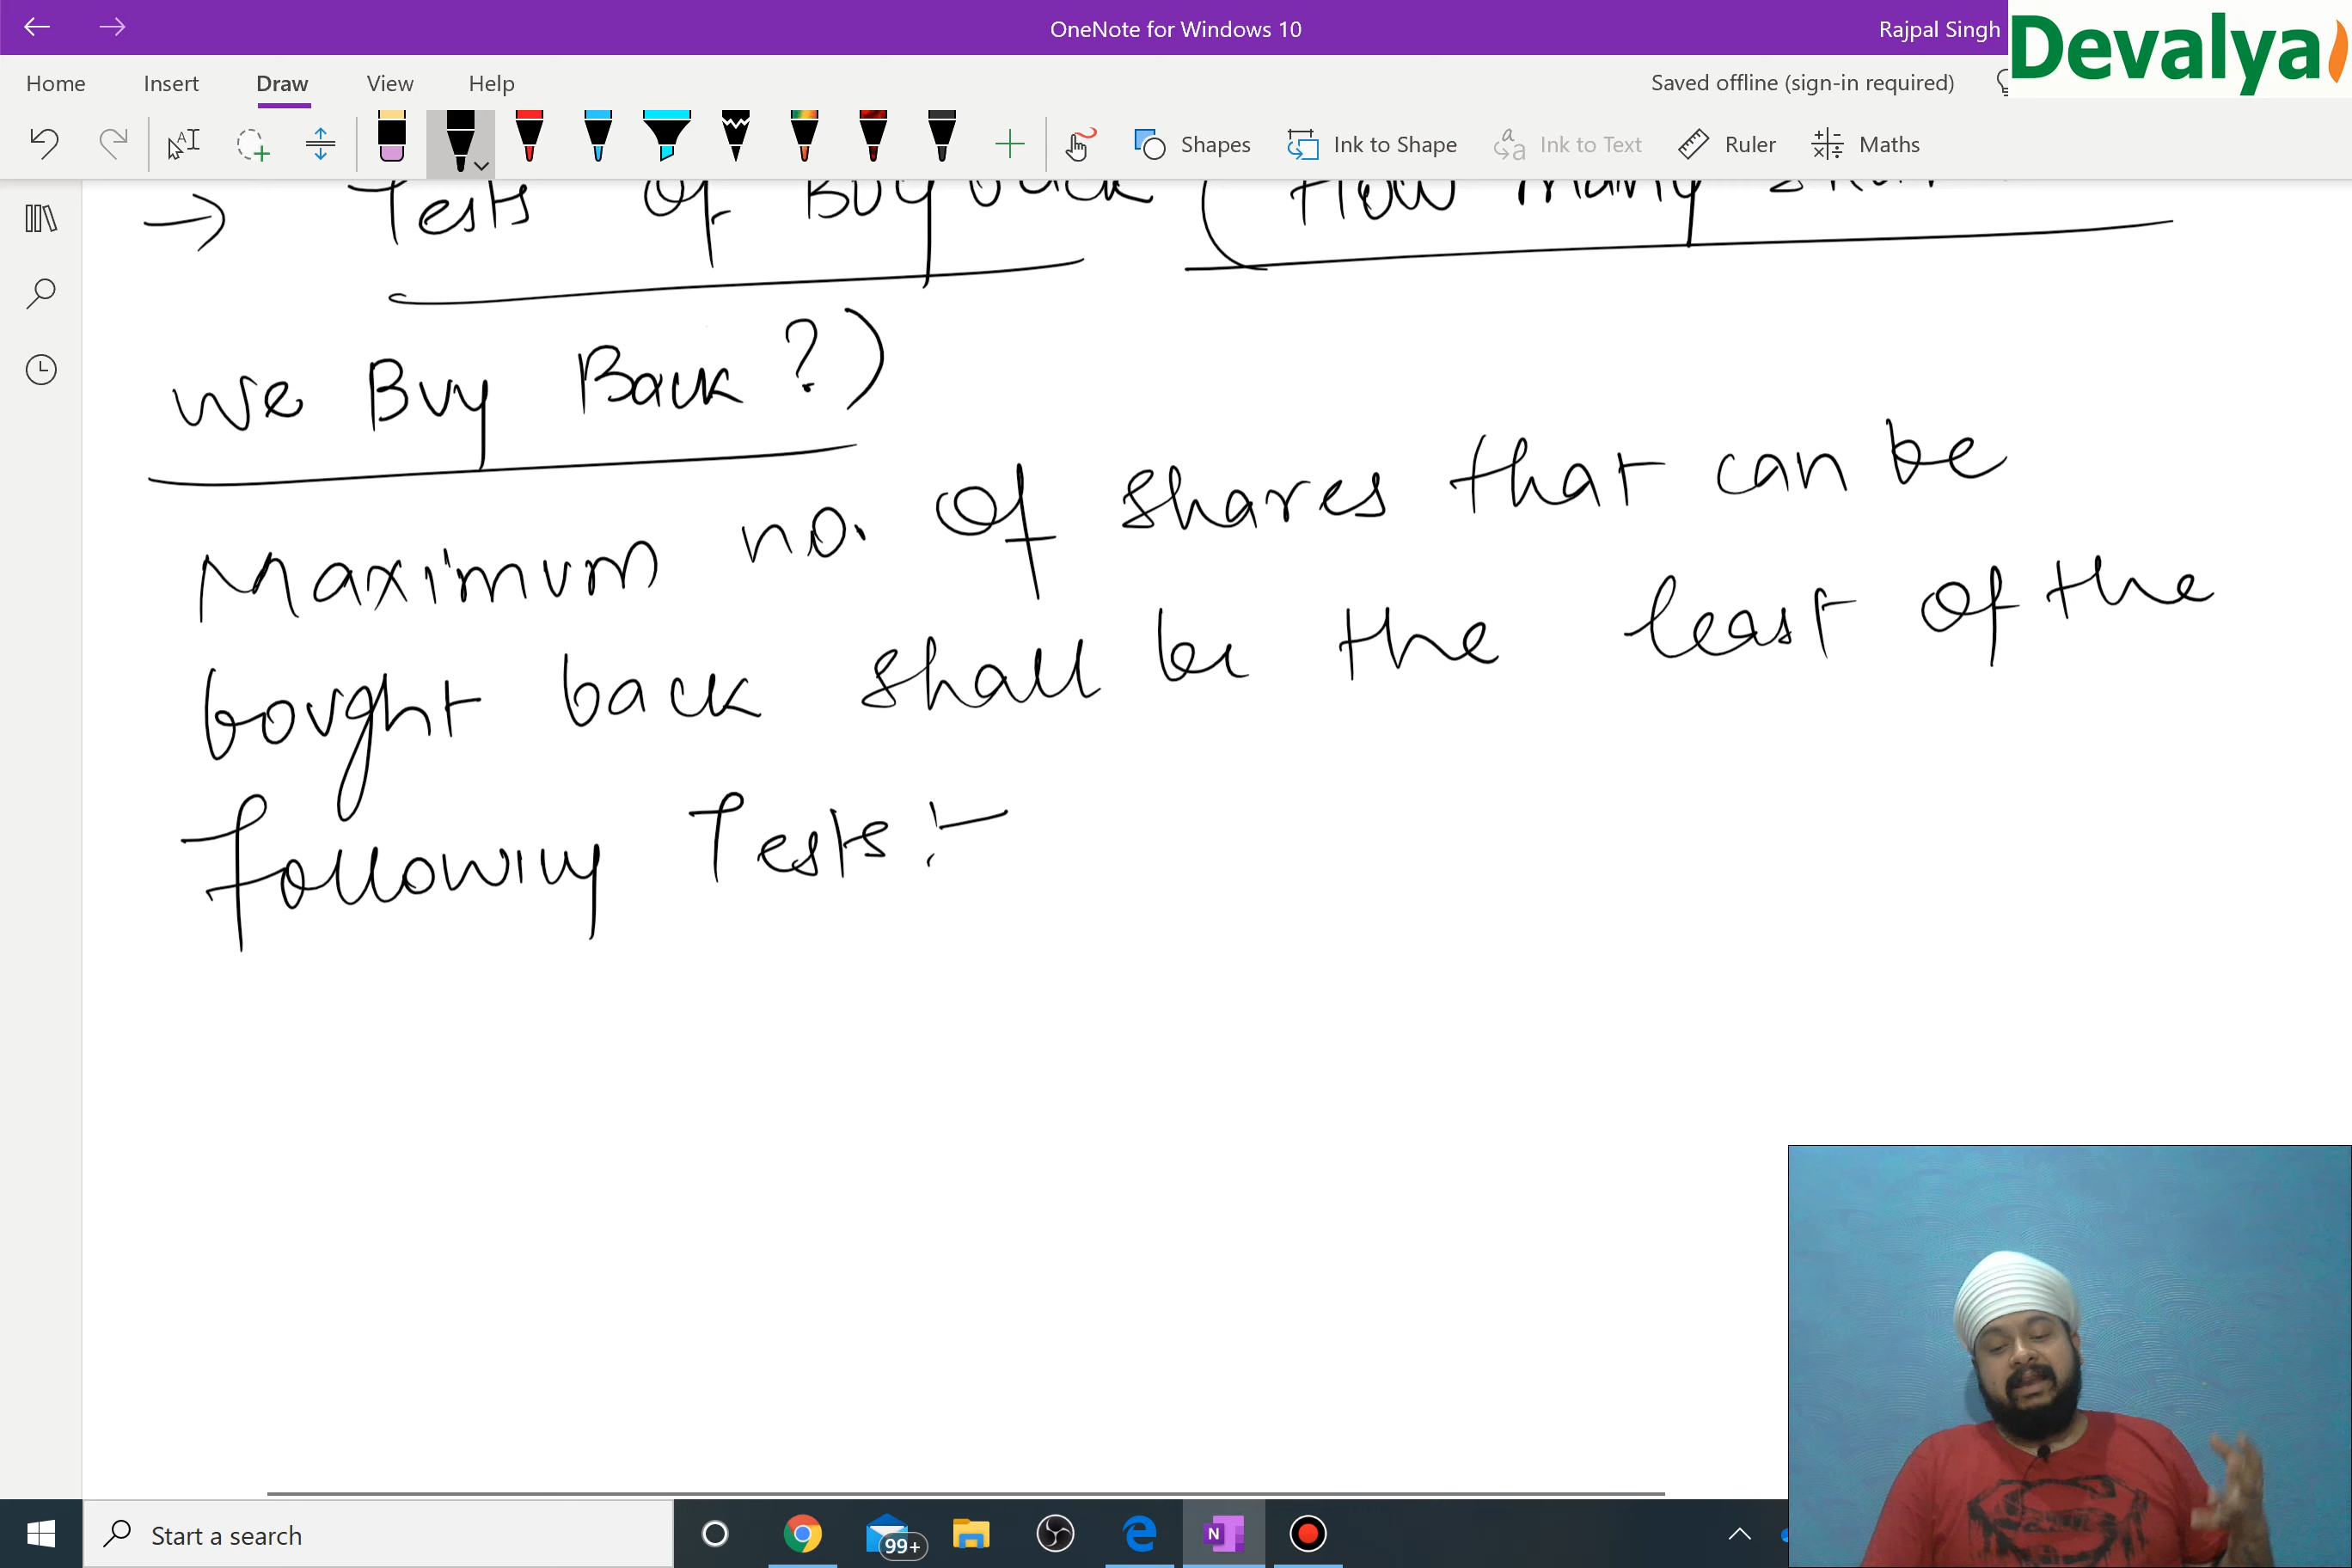 OneNote for Windows 10
Rajpal Singh
Devalya
Home Insert Draw View Help
Saved offline (sign-in required)
Shapes Ink to Shape Ink to Text Ruler Maths
→ Tests of Buy back (How many
We Buy Back ?)
Maximum no. of shares that can be
bought back shall be the least of the
Following Tests :-
Start a search
99+
N